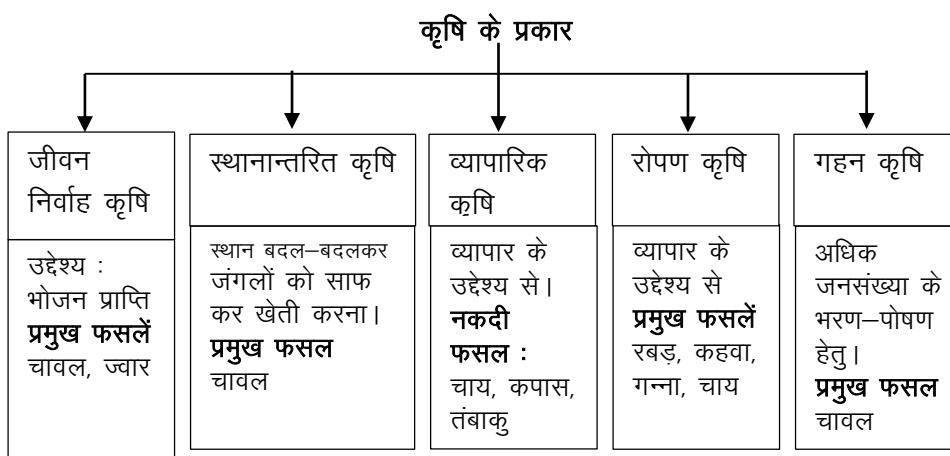 कृषि के प्रकार
जीवन
निर्वाह कृषि
उद्देश्य :
भोजन प्राप्ति
प्रमुख फसलें
चावल, ज्वार
स्थानान्तरित कृषि
स्थान बदल–बदलकर
जंगलों को साफ
कर खेती करना।
प्रमुख फसल
चावल
व्यापारिक
कृषि
व्यापार के
उद्देश्य से।
नकदी
फसल :
चाय, कपास,
तंबाकु
रोपण कृषि
व्यापार के
उद्देश्य से
प्रमुख फसलें
रबड़, कहवा,
गन्ना, चाय
गहन कृषि
अधिक
जनसंख्या के
भरण–पोषण
हेतु।
प्रमुख फसल
चावल